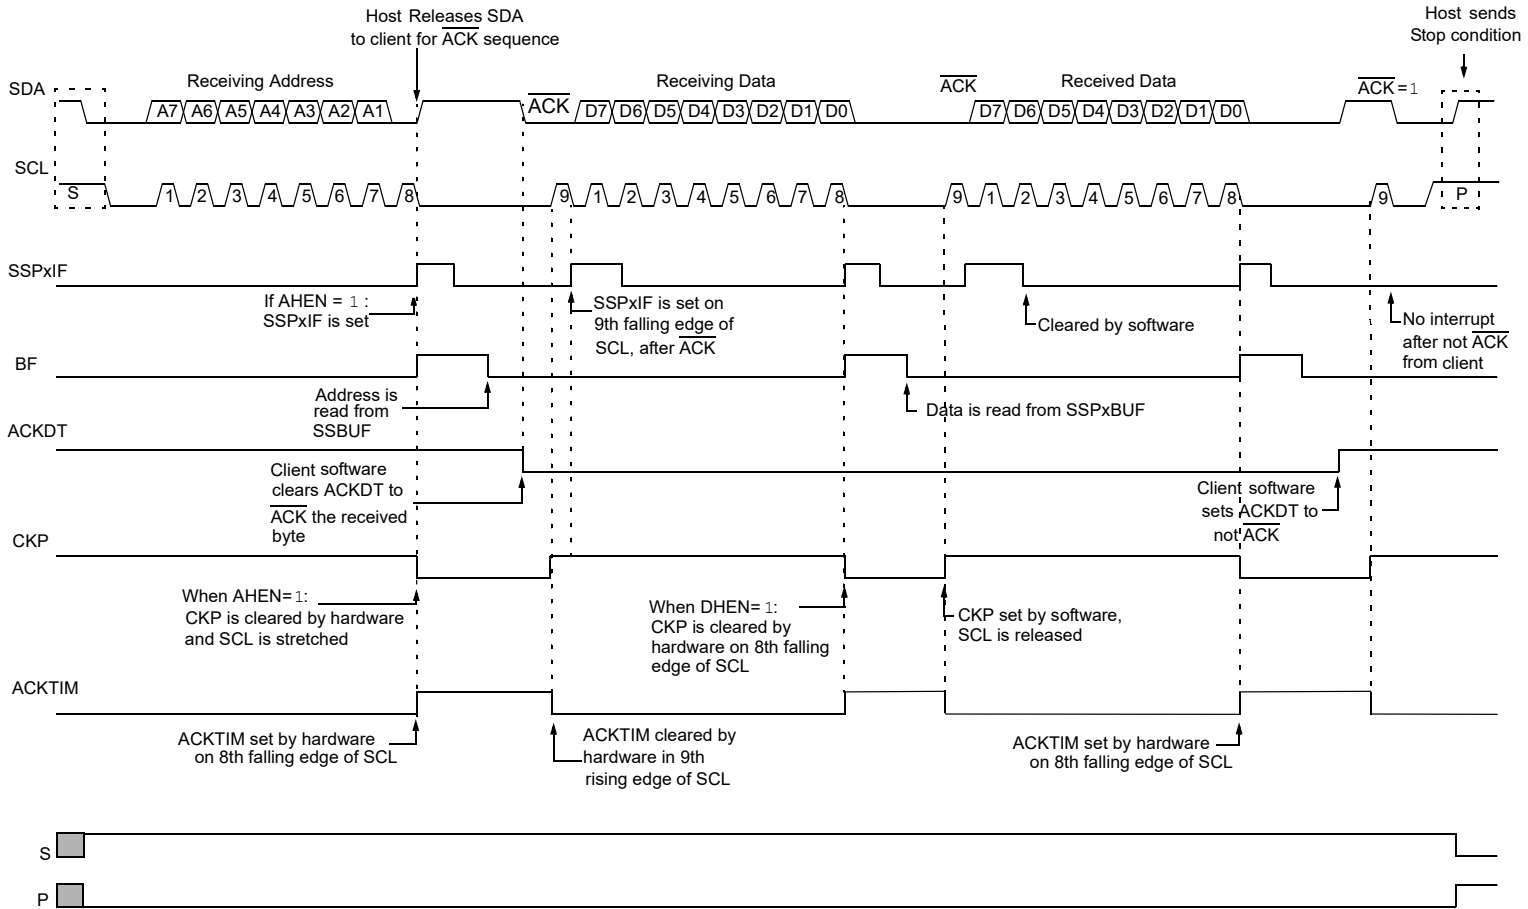 Host Releases SDA
to client for ACK sequence
Host sends
Stop condition
SDA
Receiving Address
A7 A6 A5 A4 A3 A2 A1
ACK
Receiving Data
D7 D6 D5 D4 D3 D2 D1 D0
ACK
Received Data
D7 D6 D5 D4 D3 D2 D1 D0
ACK = 1
SCL
S
1 2 3 4 5 6 7 8
9 1 2 3 4 5 6 7 8
9 1 2 3 4 5 6 7 8
9
P
SSPxIF
If AHEN = 1 :
SSPxIF is set
SSPxIF is set on
9th falling edge of
SCL, after ACK
Cleared by software
No interrupt
after not ACK
from client
BF
Address is
read from
SSBUF
Data is read from SSPxBUF
ACKDT
Client software
clears ACKDT to
ACK the received
byte
Client software
sets ACKDT to
not ACK
CKP
When AHEN= 1:
CKP is cleared by hardware
and SCL is stretched
When DHEN= 1:
CKP is cleared by
hardware on 8th falling
edge of SCL
CKP set by software,
SCL is released
ACKTIM
ACKTIM set by hardware
on 8th falling edge of SCL
ACKTIM cleared by
hardware in 9th
rising edge of SCL
ACKTIM set by hardware
on 8th falling edge of SCL
S
P